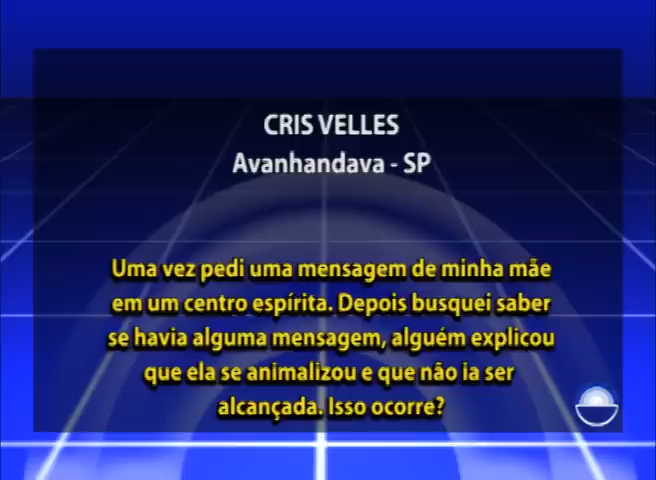 CRIS VELLES
Avanhandava - SP
Uma vez pedi uma mensagem de minha mãe
em um centro espírita. Depois busquei saber
se havia alguma mensagem, alguém explicou
que ela se animalizou e que não ia ser
alcançada. Isso ocorre?